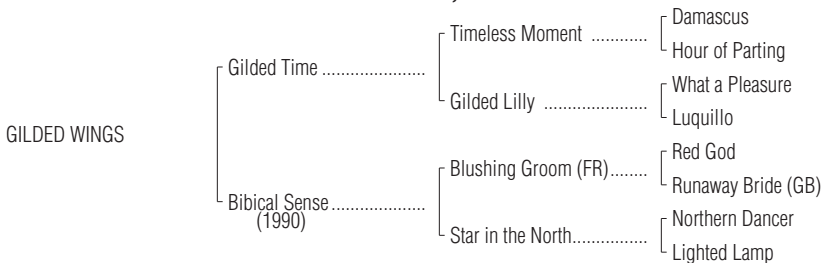 Damascus
Timeless Moment ............
Hour of Parting
Gilded Time ......................
What a Pleasure
Gilded Lilly ......................
Luquillo
GILDED WINGS
Red God
Blushing Groom (FR)........
Runaway Bride (GB)
Bibical Sense....................
(1990)
Northern Dancer
Star in the North................
Lighted Lamp